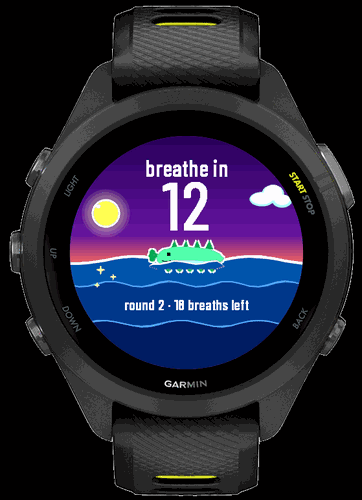 breathe in
12
LIGHT
START STOP
UP
round 2 · 18 breaths left
DOWN
BACK
GARMIN